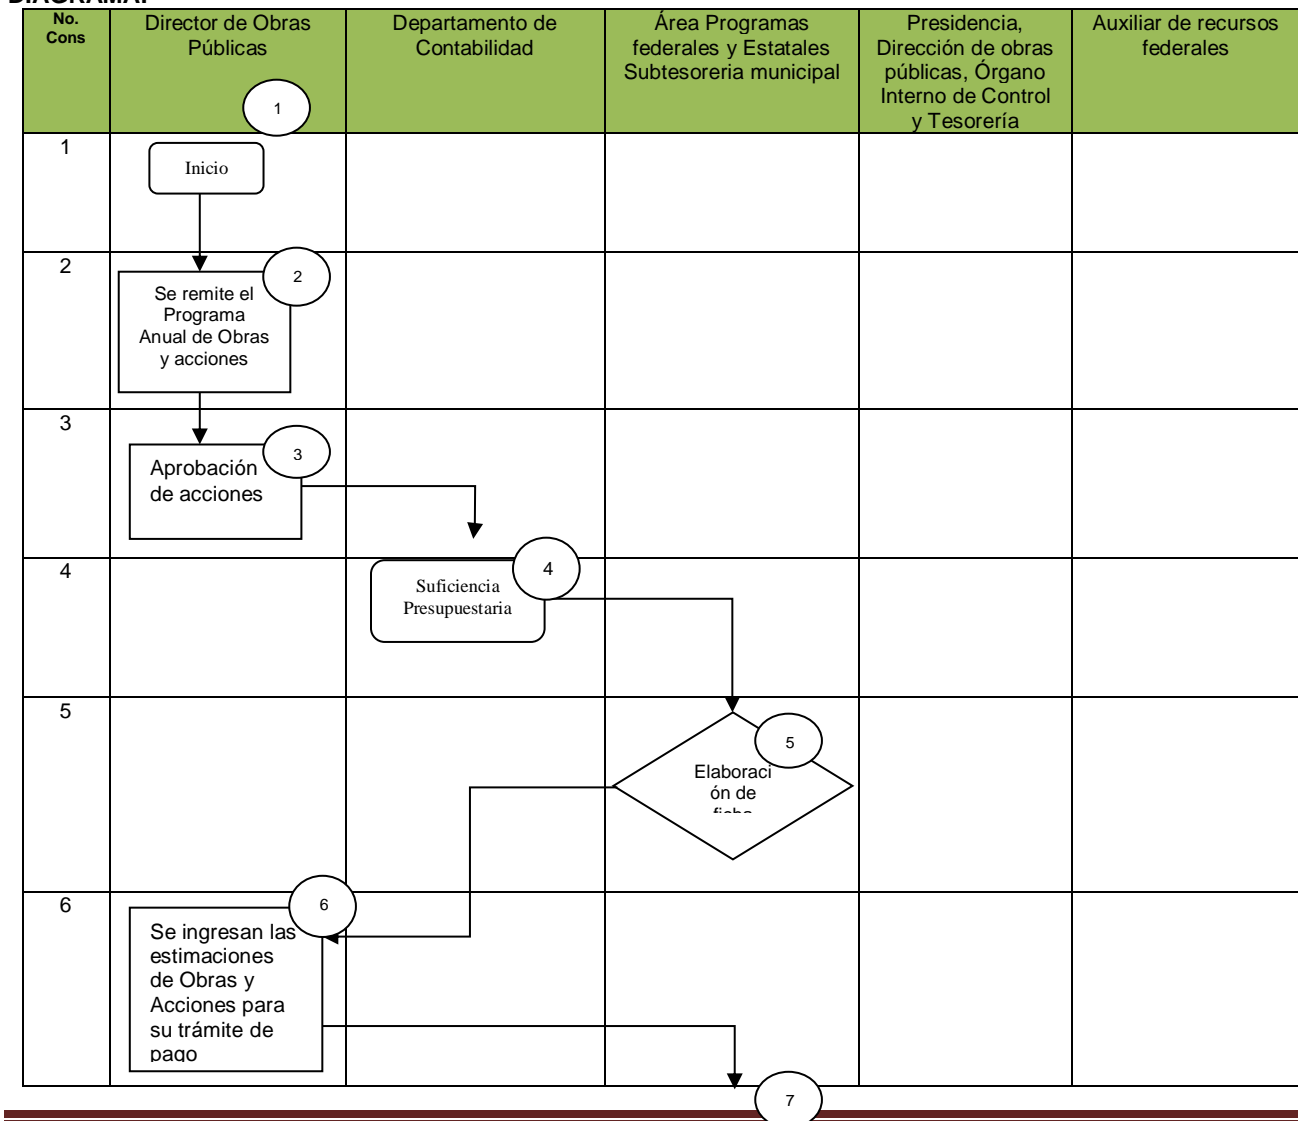 DIAGRAMA:
No.
Cons
Director de Obras
Públicas
Departamento de
Contabilidad
Área Programas
federales y Estatales
Subtesoreria municipal
Presidencia,
Dirección de obras
públicas, Órgano
Interno de Control
y Tesorería
Auxiliar de recursos
federales
1
1
Inicio
2
2
Se remite el
Programa
Anual de Obras
y acciones
3
3
Aprobación
de acciones
4
4
Suficiencia
Presupuestaria
5
5
Elaboraci
ón de
ficha
6
6
Se ingresan las
estimaciones
de Obras y
Acciones para
su trámite de
pago
7